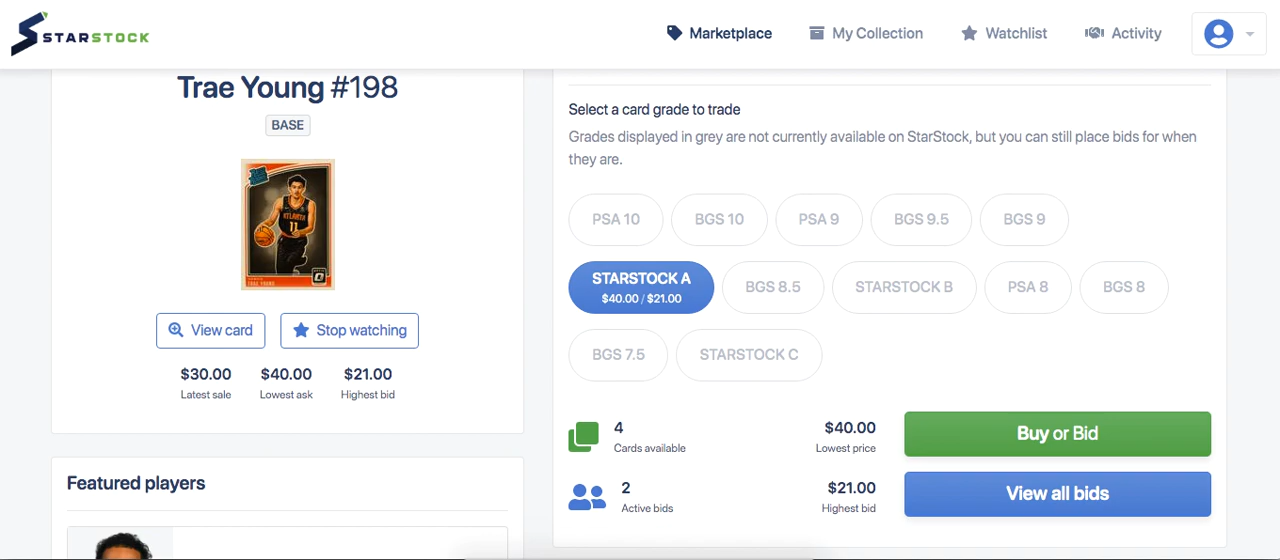 STARSTOCK
Marketplace
My Collection
Watchlist
Activity
Trae Young #198
BASE
ATLANTA
11
TRAE YOUNG
View card
Stop watching
$30.00
Latest sale
$40.00
Lowest ask
$21.00
Highest bid
Featured players
Select a card grade to trade
Grades displayed in grey are not currently available on StarStock, but you can still place bids for when
they are.
PSA 10
BGS 10
PSA 9
BGS 9.5
BGS 9
STARSTOCK A
$40.00 / $21.00
BGS 8.5
STARSTOCK B
PSA 8
BGS 8
BGS 7.5
STARSTOCK C
4
Cards available
$40.00
Lowest price
Buy or Bid
2
Active bids
$21.00
Highest bid
View all bids